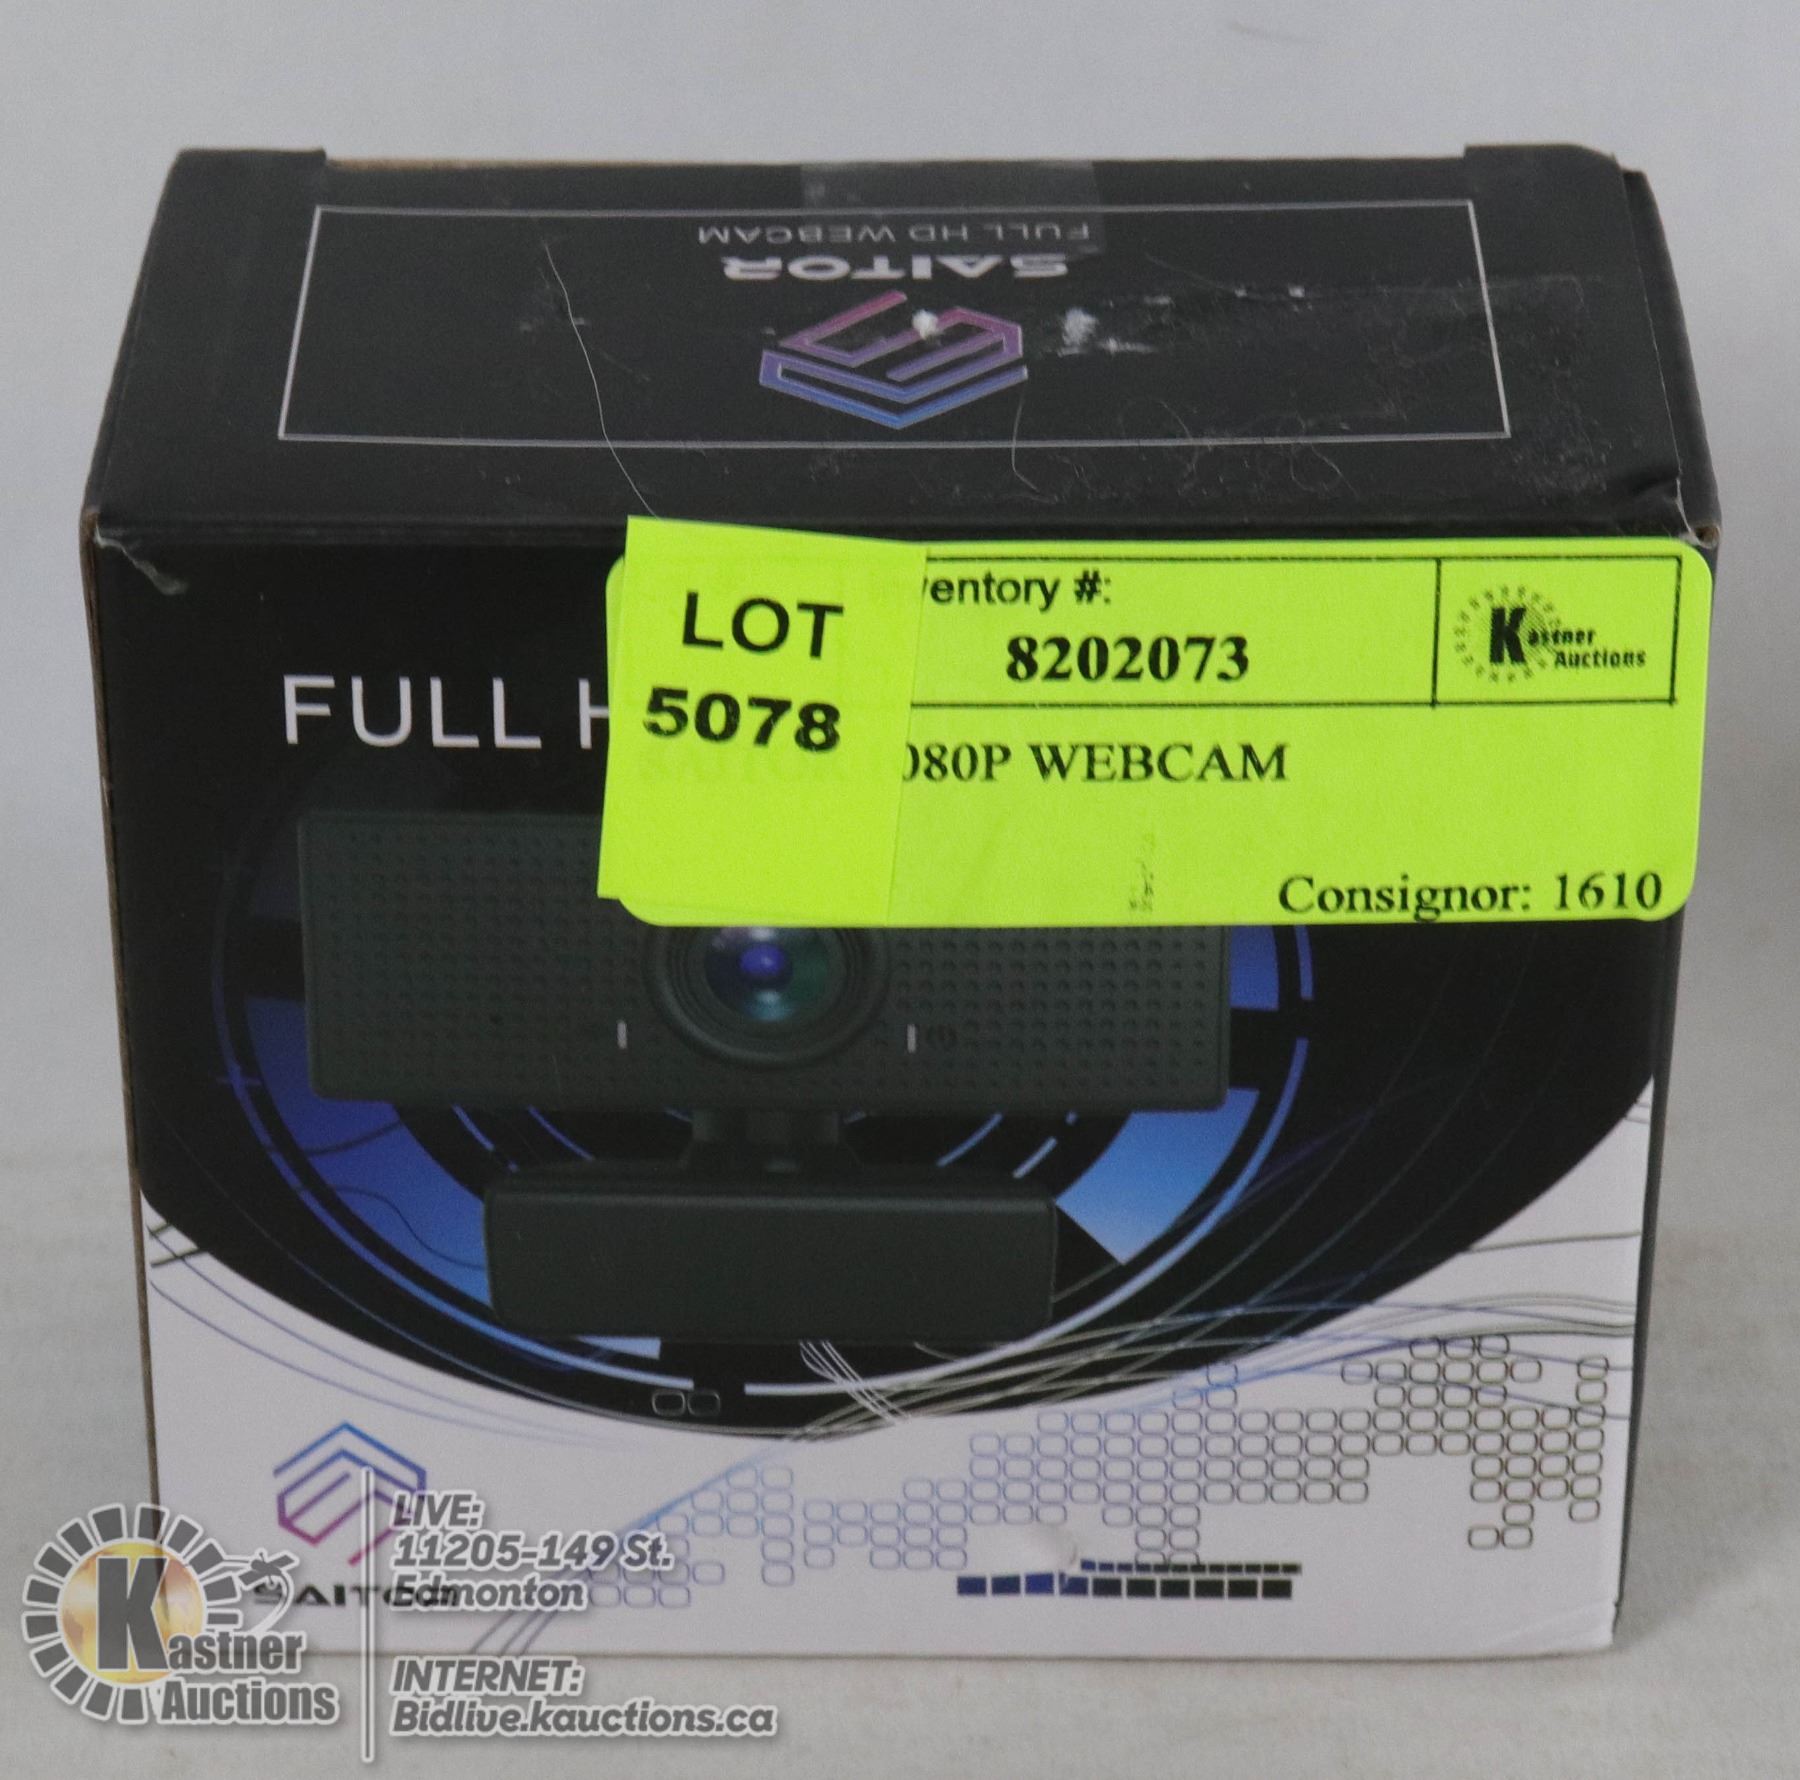 FULL HD WEBCAM
SAITOR
LOT
5078
ventory #:
8202073
Kastner
Auctions
FULL H
080P WEBCAM
Consignor: 1610
SAITOR
Kastner
Auctions
LIVE:
11205-149 St.
Edmonton
INTERNET:
Bidlive.kauctions.ca